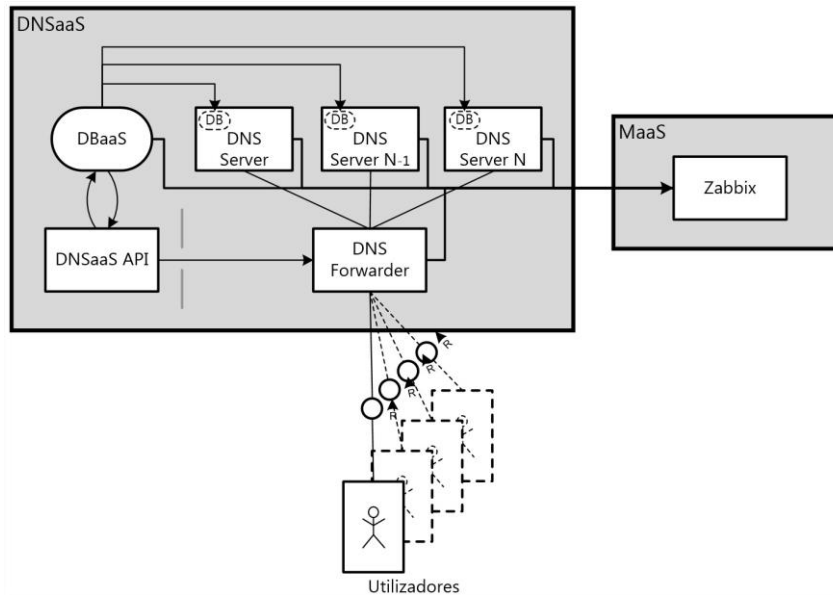 DNSaaS
DBaaS
DB
DNS
Server
DB
DNS
Server N-1
DB
DNS
Server N
MaaS
Zabbix
DNSaaS API
DNS
Forwarder
R
R
R
R
Utilizadores